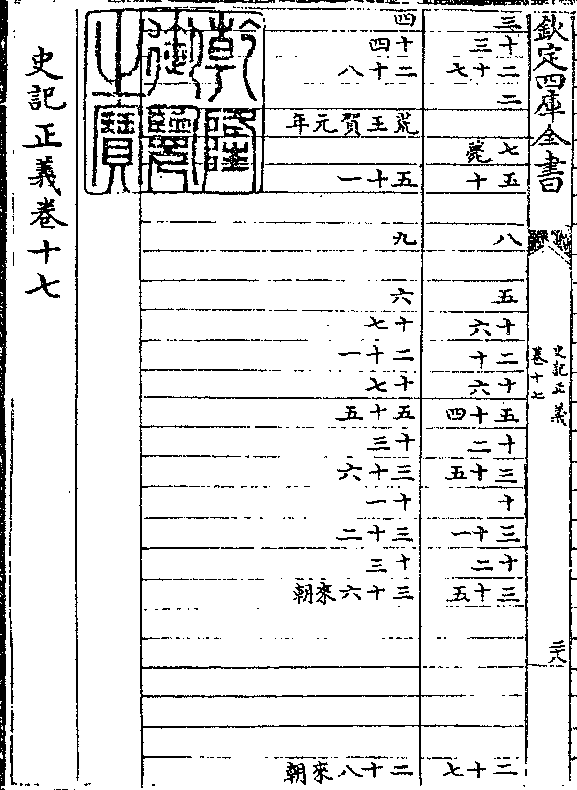 欽定四庫全書
史記正義
卷十七
三
十三
二十七
二
七薨
五十
八
五
十六
二十
十六
五十四
十二
三十五
十
三十一
十二
三十五
二十七
四
十四
二十八
荒王賀元年
五十一
九
六
十七
二十一
十七
五十五
十三
三十六
十一
三十二
十三
三十六來朝
二十八來朝
乾隆御覽之寶
史記正義卷十七